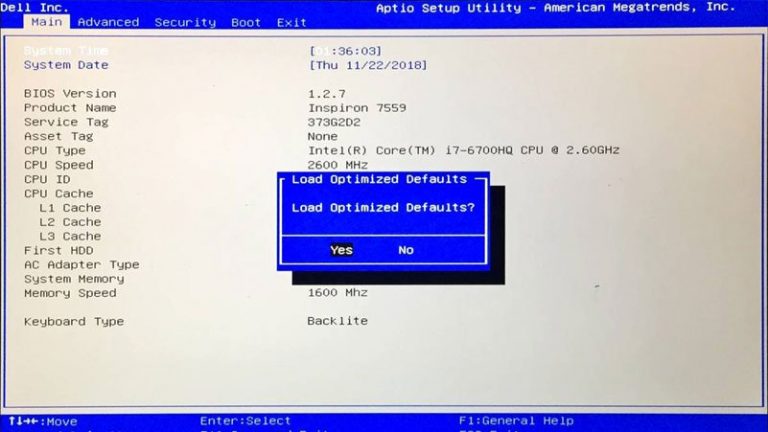 Dell Inc. Aptio Setup Utility - American Megatrends, Inc.
Main Advanced Security Boot Exit
System Time [01:36:03]
System Date [Thu 11/22/2018]
BIOS Version 1.2.7
Product Name Inspiron 7559
Service Tag 373G2D2
Asset Tag None
CPU Type Intel(R) Core(TM) i7-6700HQ CPU @ 2.60GHz
CPU Speed 2600 MHz
CPU ID
CPU Cache
L1 Cache
L2 Cache
L3 Cache
First HDD
AC Adapter Type
System Memory
Memory Speed 1600 Mhz
Keyboard Type Backlite
Load Optimized Defaults
Load Optimized Defaults?
Yes No
↑↓→←:Move Enter:Select F1:General Help